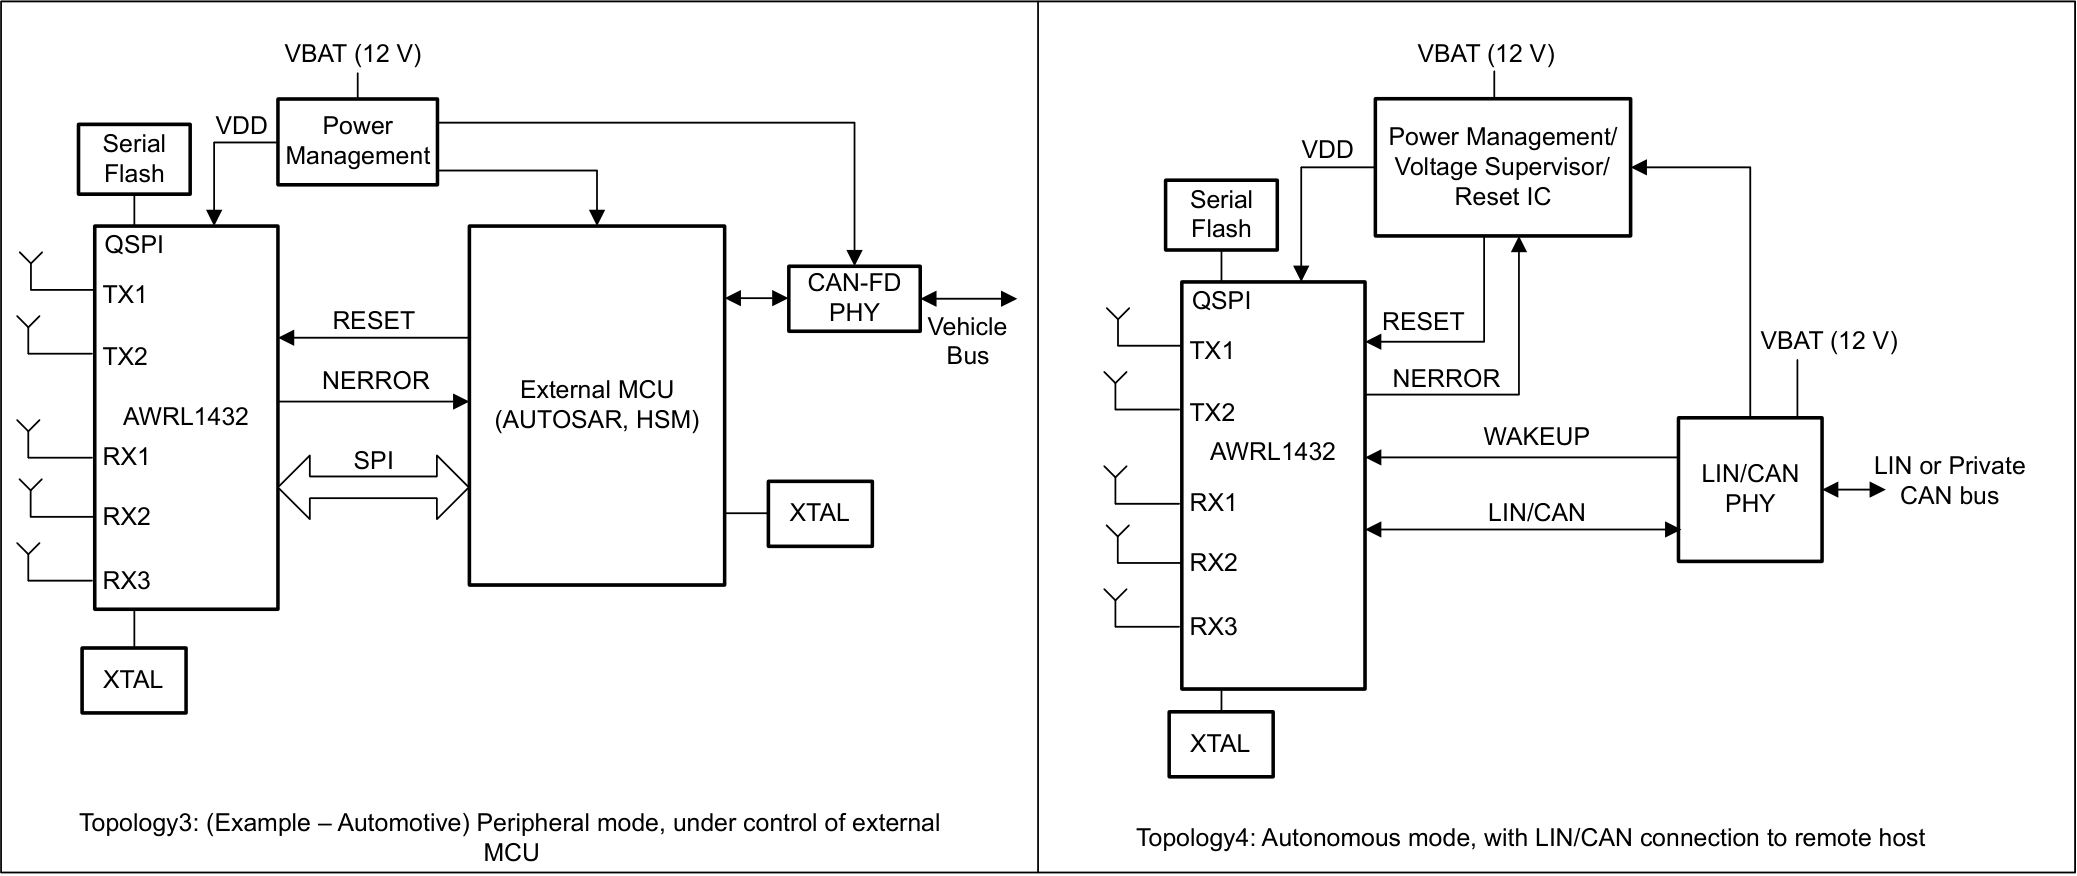 VBAT (12 V)
Power
Management
VDD
Serial
Flash
QSPI
TX1
TX2
AWRL1432
RX1
RX2
RX3
XTAL
RESET
NERROR
SPI
External MCU
(AUTOSAR, HSM)
CAN-FD
PHY
Vehicle
Bus
XTAL
Topology3: (Example – Automotive) Peripheral mode, under control of external
MCU
VBAT (12 V)
Power Management/
Voltage Supervisor/
Reset IC
VDD
Serial
Flash
QSPI
TX1
TX2
AWRL1432
RX1
RX2
RX3
XTAL
RESET
NERROR
WAKEUP
LIN/CAN
VBAT (12 V)
LIN/CAN
PHY
LIN or Private
CAN bus
Topology4: Autonomous mode, with LIN/CAN connection to remote host